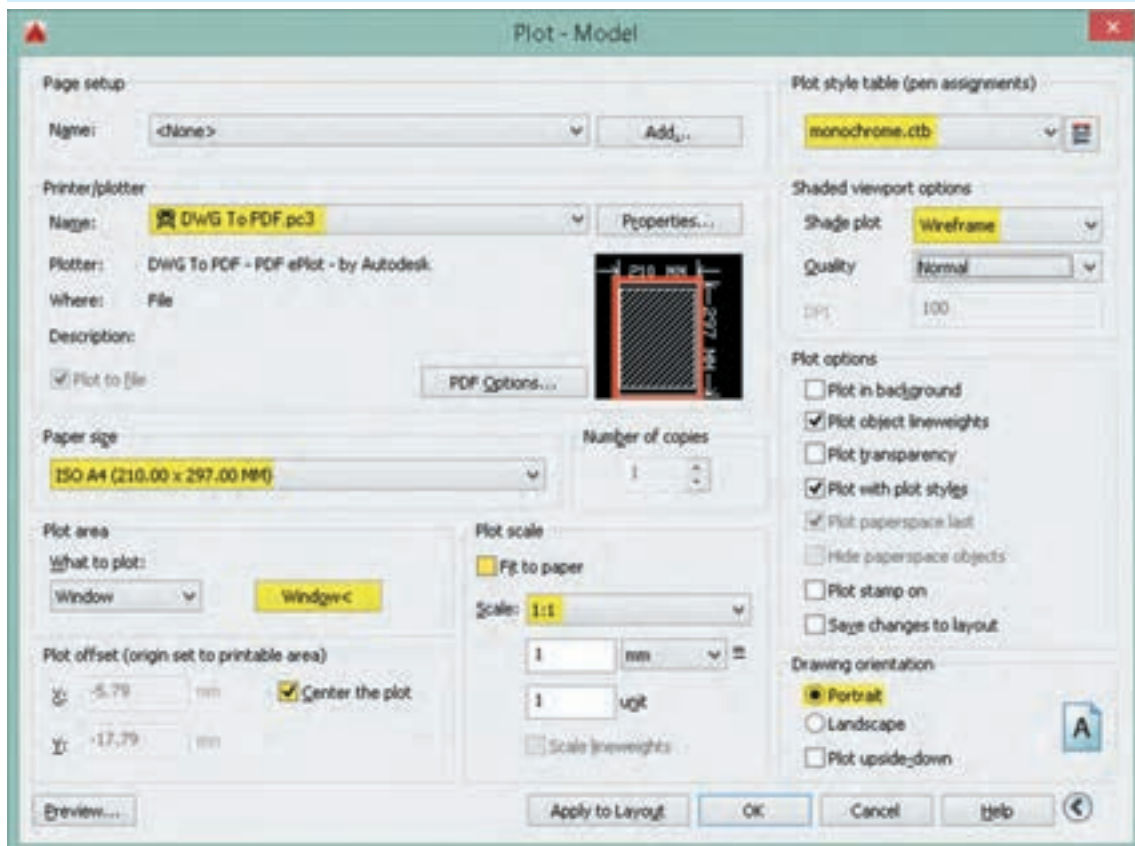 Plot - Model
Page setup
Name: <None> Add...
Printer/plotter
Name: DWG To PDF.pc3 Properties...
Plotter: DWG To PDF - PDF ePlot - by Autodesk
Where: File
Description:
Plot to file
PDF Options...
210 MM
297 MM
Paper size
ISO A4 (210.00 x 297.00 MM)
Number of copies
1
Plot area
What to plot:
Window Window<
Plot offset (origin set to printable area)
X: -5.79 mm Center the plot
Y: -17.79 mm
Plot scale
Fit to paper
Scale: 1:1
1 mm =
1 unit
Scale lineweights
Plot style table (pen assignments)
monochrome.ctb
Shaded viewport options
Shade plot Wireframe
Quality Normal
DPI 100
Plot options
Plot in background
Plot object lineweights
Plot transparency
Plot with plot styles
Plot paperspace last
Hide paperspace objects
Plot stamp on
Save changes to layout
Drawing orientation
Portrait
Landscape
Plot upside-down
A
Preview... Apply to Layout OK Cancel Help